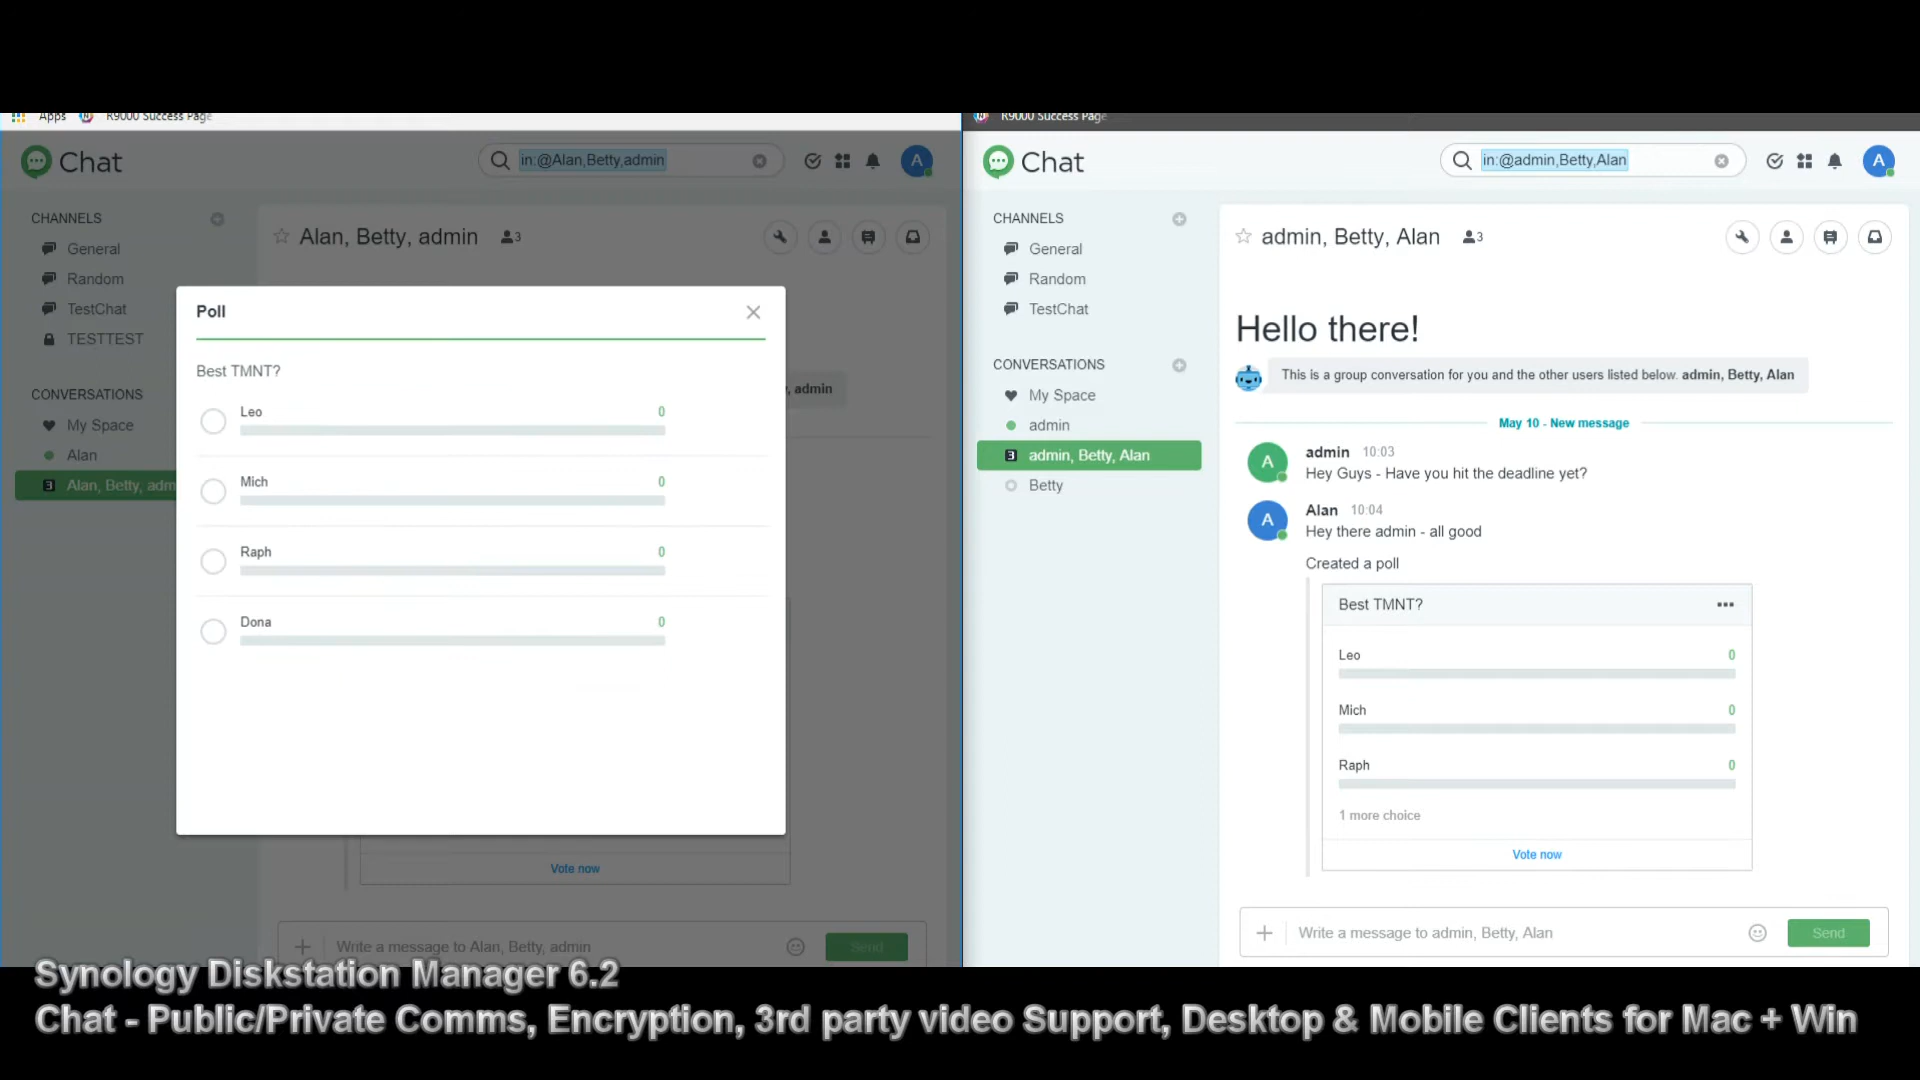 Apps R9000 Success Page
Chat
in:@Alan,Betty,admin
A
CHANNELS
General
Random
TestChat
TESTTEST
CONVERSATIONS
My Space
Alan
3 Alan, Betty, adm
Alan, Betty, admin 3
, admin
Poll
Best TMNT?
Leo 0
Mich 0
Raph 0
Dona 0
Vote now
Write a message to Alan, Betty, admin
Send
R9000 Success Page
Chat
in:@admin,Betty,Alan
A
CHANNELS
General
Random
TestChat
CONVERSATIONS
My Space
admin
3 admin, Betty, Alan
Betty
admin, Betty, Alan 3
Hello there!
This is a group conversation for you and the other users listed below. admin, Betty, Alan
May 10 - New message
A
admin 10:03
Hey Guys - Have you hit the deadline yet?
A
Alan 10:04
Hey there admin - all good
Created a poll
Best TMNT?
Leo 0
Mich 0
Raph 0
1 more choice
Vote now
Write a message to admin, Betty, Alan
Send
Synology Diskstation Manager 6.2
Chat - Public/Private Comms, Encryption, 3rd party video Support, Desktop & Mobile Clients for Mac + Win